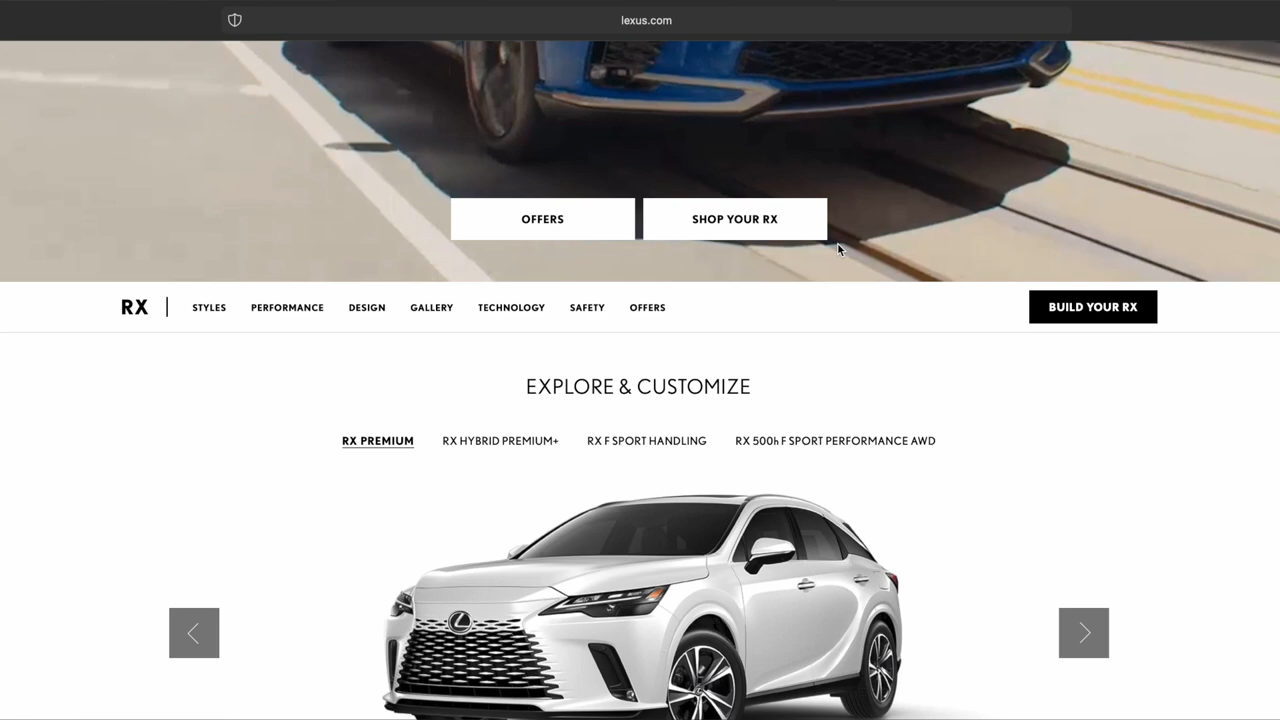 lexus.com
OFFERS
SHOP YOUR RX
RX
STYLES
PERFORMANCE
DESIGN
GALLERY
TECHNOLOGY
SAFETY
OFFERS
BUILD YOUR RX
EXPLORE & CUSTOMIZE
RX PREMIUM
RX HYBRID PREMIUM+
RX F SPORT HANDLING
RX 500h F SPORT PERFORMANCE AWD